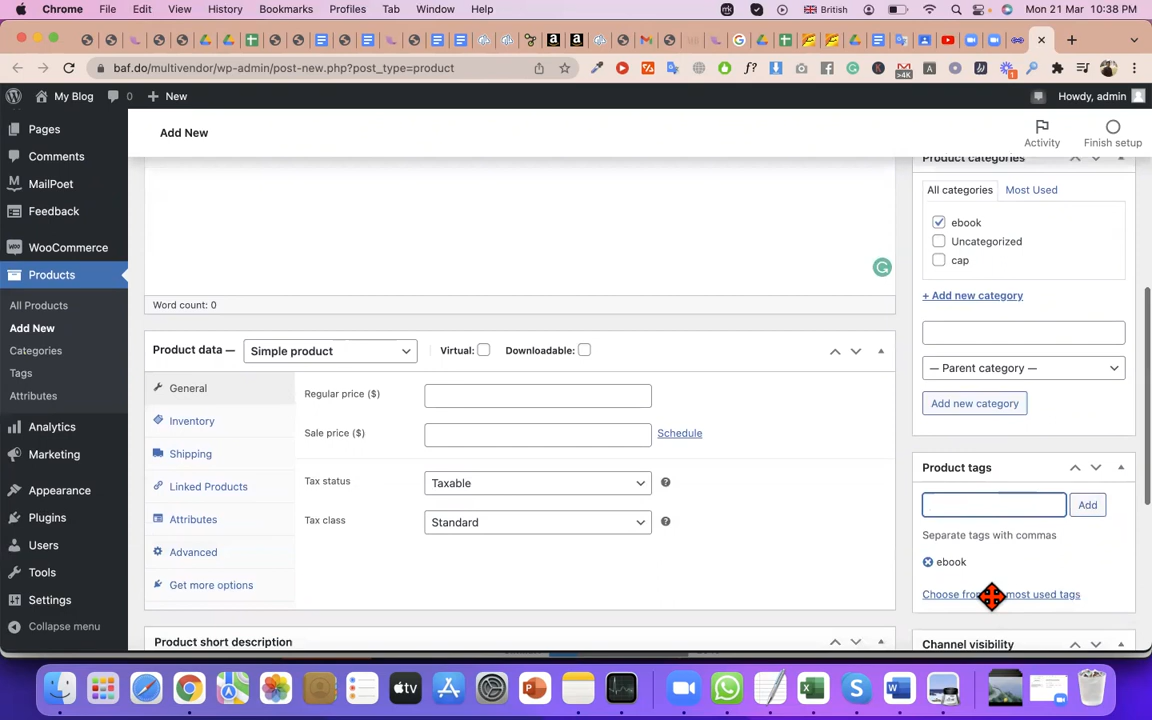 Chrome File Edit View History Bookmarks Profiles Tab Window Help British Mon 21 Mar 10:38 PM
baf.do/multivendor/wp-admin/post-new.php?post_type=product
My Blog 0 + New Howdy, admin
Pages
Comments
MailPoet
Feedback
WooCommerce
Products
All Products
Add New
Categories
Tags
Attributes
Analytics
Marketing
Appearance
Plugins
Users
Tools
Settings
Collapse menu
Add New
Activity
Finish setup
Word count: 0
Product data — Simple product Virtual: Downloadable:
General
Inventory
Shipping
Linked Products
Attributes
Advanced
Get more options
Regular price ($)
Sale price ($) Schedule
Tax status Taxable
Tax class Standard
Product short description
Product categories
All categories Most Used
ebook
Uncategorized
cap
+ Add new category
— Parent category —
Add new category
Product tags
Add
Separate tags with commas
ebook
Choose most used tags
Channel visibility